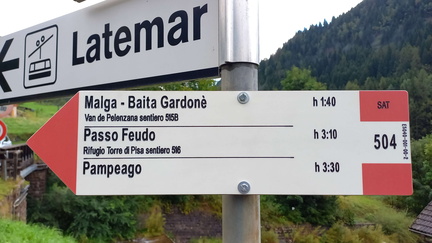 Latemar
Malga - Baita Gardonè h 1:40
Van de Pelenzana sentiero 515B
Passo Feudo h 3:10
Rifugio Torre di Pisa sentiero 516
Pampeago h 3:30
SAT
504